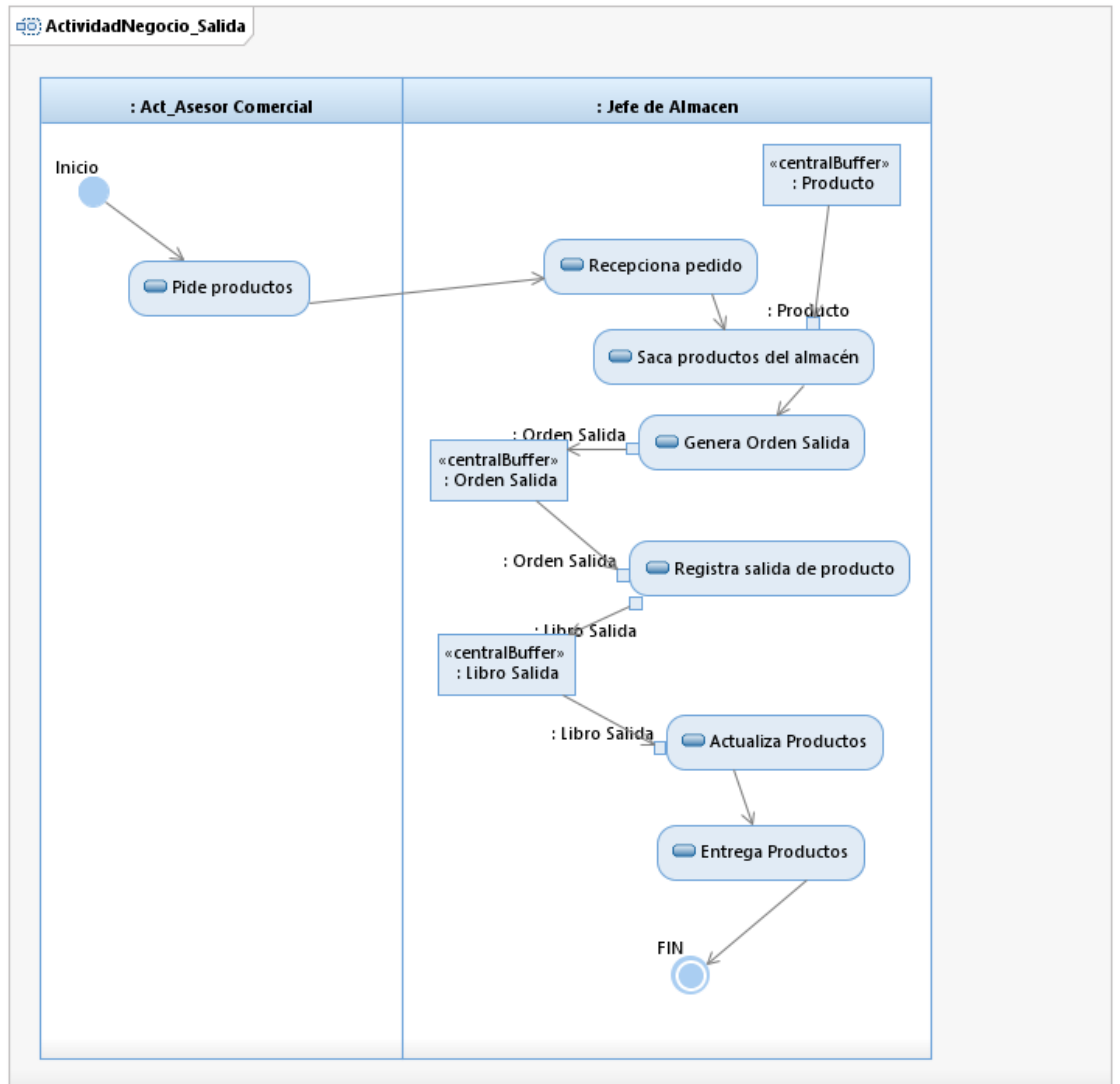 ActividadNegocio_Salida
: Act_Asesor Comercial
: Jefe de Almacen
Inicio
«centralBuffer»
: Producto
Pide productos
Recepciona pedido
: Producto
Saca productos del almacén
: Orden Salida
Genera Orden Salida
«centralBuffer»
: Orden Salida
: Orden Salida
Registra salida de producto
: Libro Salida
«centralBuffer»
: Libro Salida
: Libro Salida
Actualiza Productos
Entrega Productos
FIN